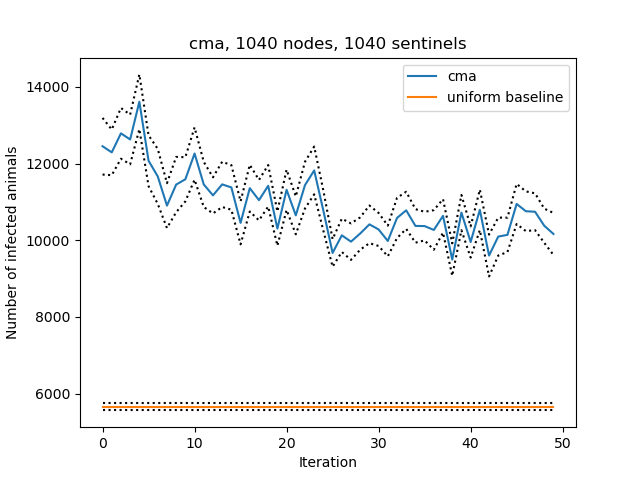 cma, 1040 nodes, 1040 sentinels
cma
uniform baseline
Number of infected animals
14000
12000
10000
8000
6000
0 10 20 30 40 50
Iteration